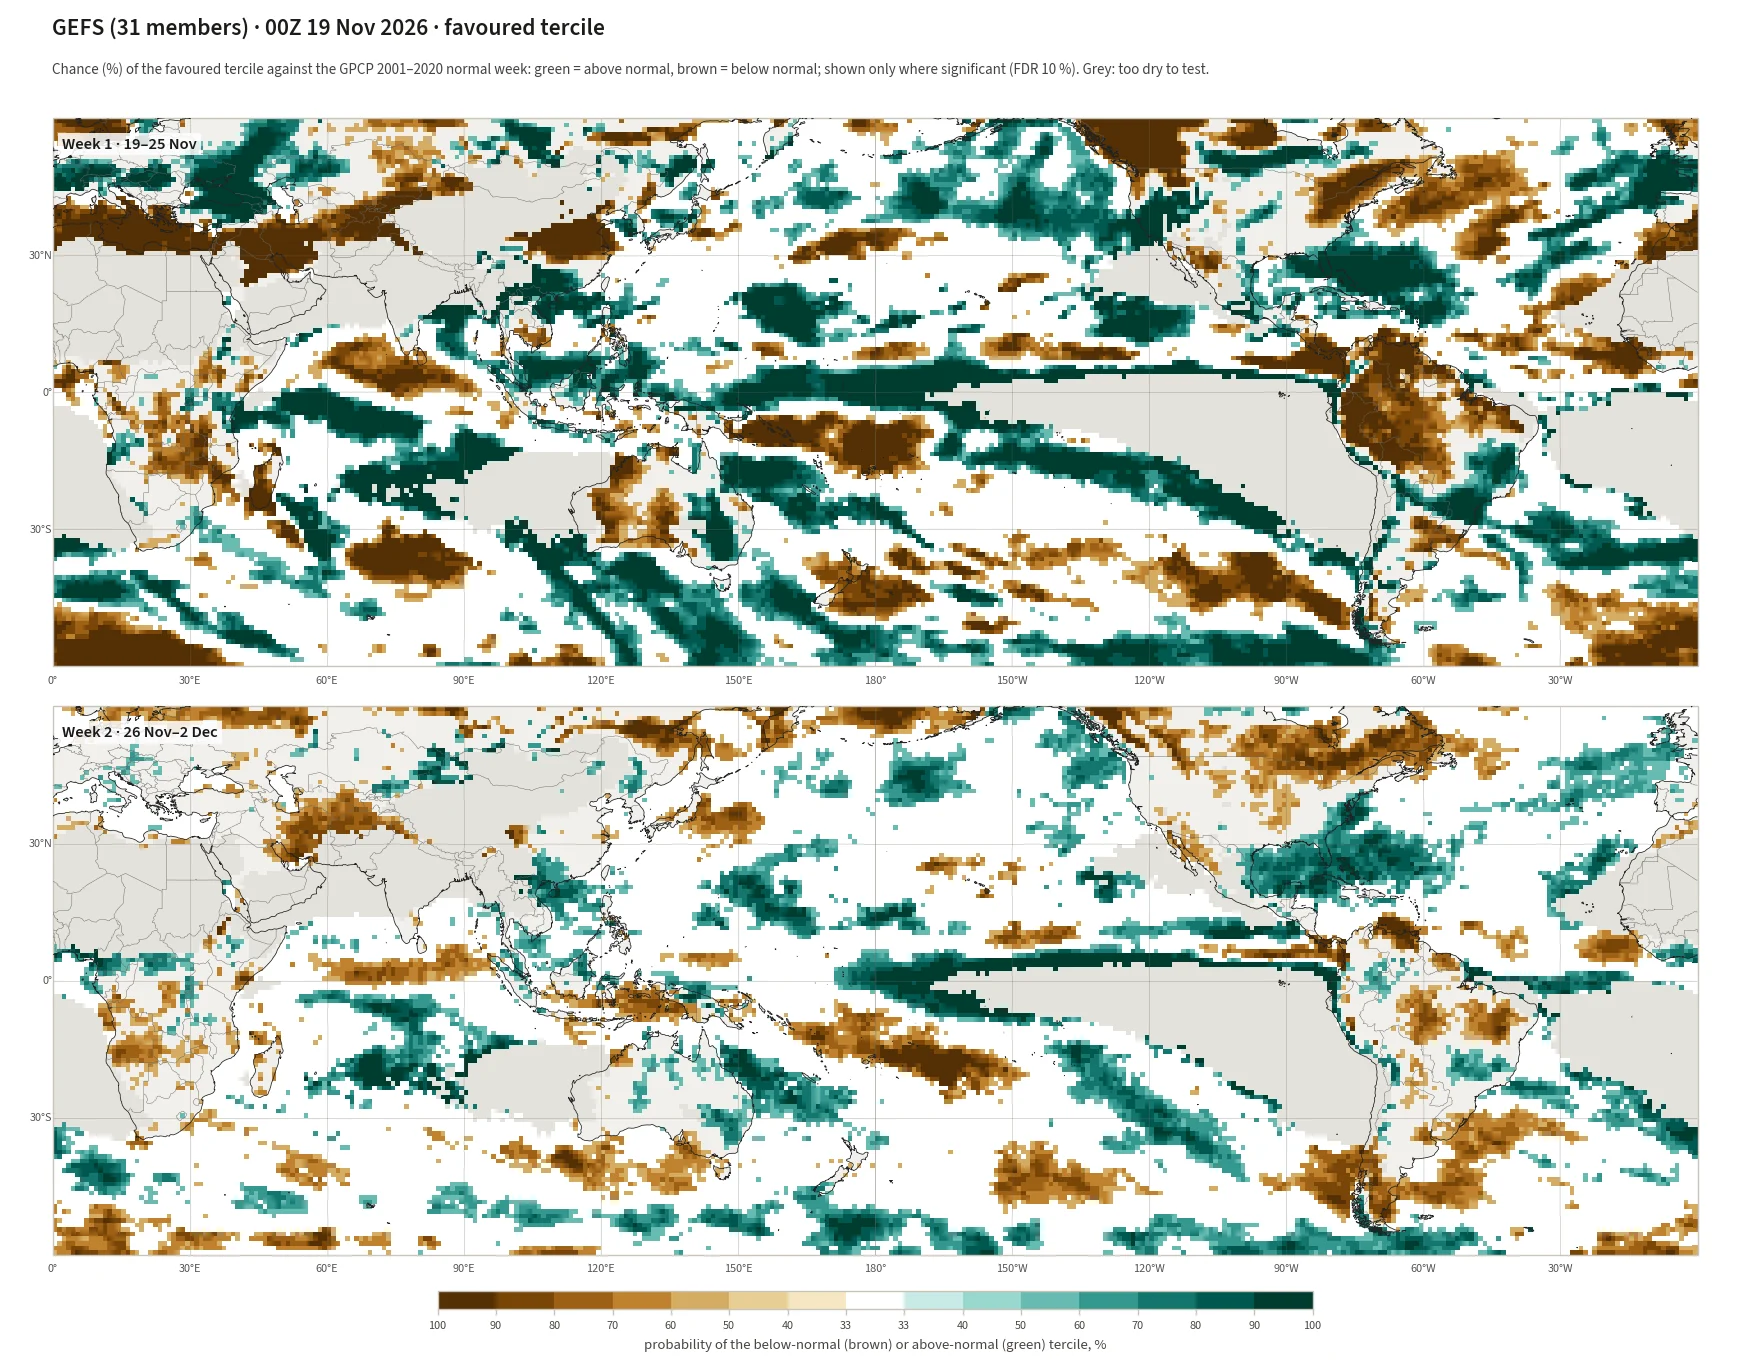 GEFS (31 members) · 00Z 19 Nov 2026 · favoured tercile
Chance (%) of the favoured tercile against the GPCP 2001–2020 normal week: green = above normal, brown = below normal; shown only where significant (FDR 10 %). Grey: too dry to test.
Week 1 · 19–25 Nov
30°N
0°
30°S
0° 30°E 60°E 90°E 120°E 150°E 180° 150°W 120°W 90°W 60°W 30°W
Week 2 · 26 Nov–2 Dec
30°N
0°
30°S
0° 30°E 60°E 90°E 120°E 150°E 180° 150°W 120°W 90°W 60°W 30°W
100 90 80 70 60 50 40 33 33 40 50 60 70 80 90 100
probability of the below-normal (brown) or above-normal (green) tercile, %